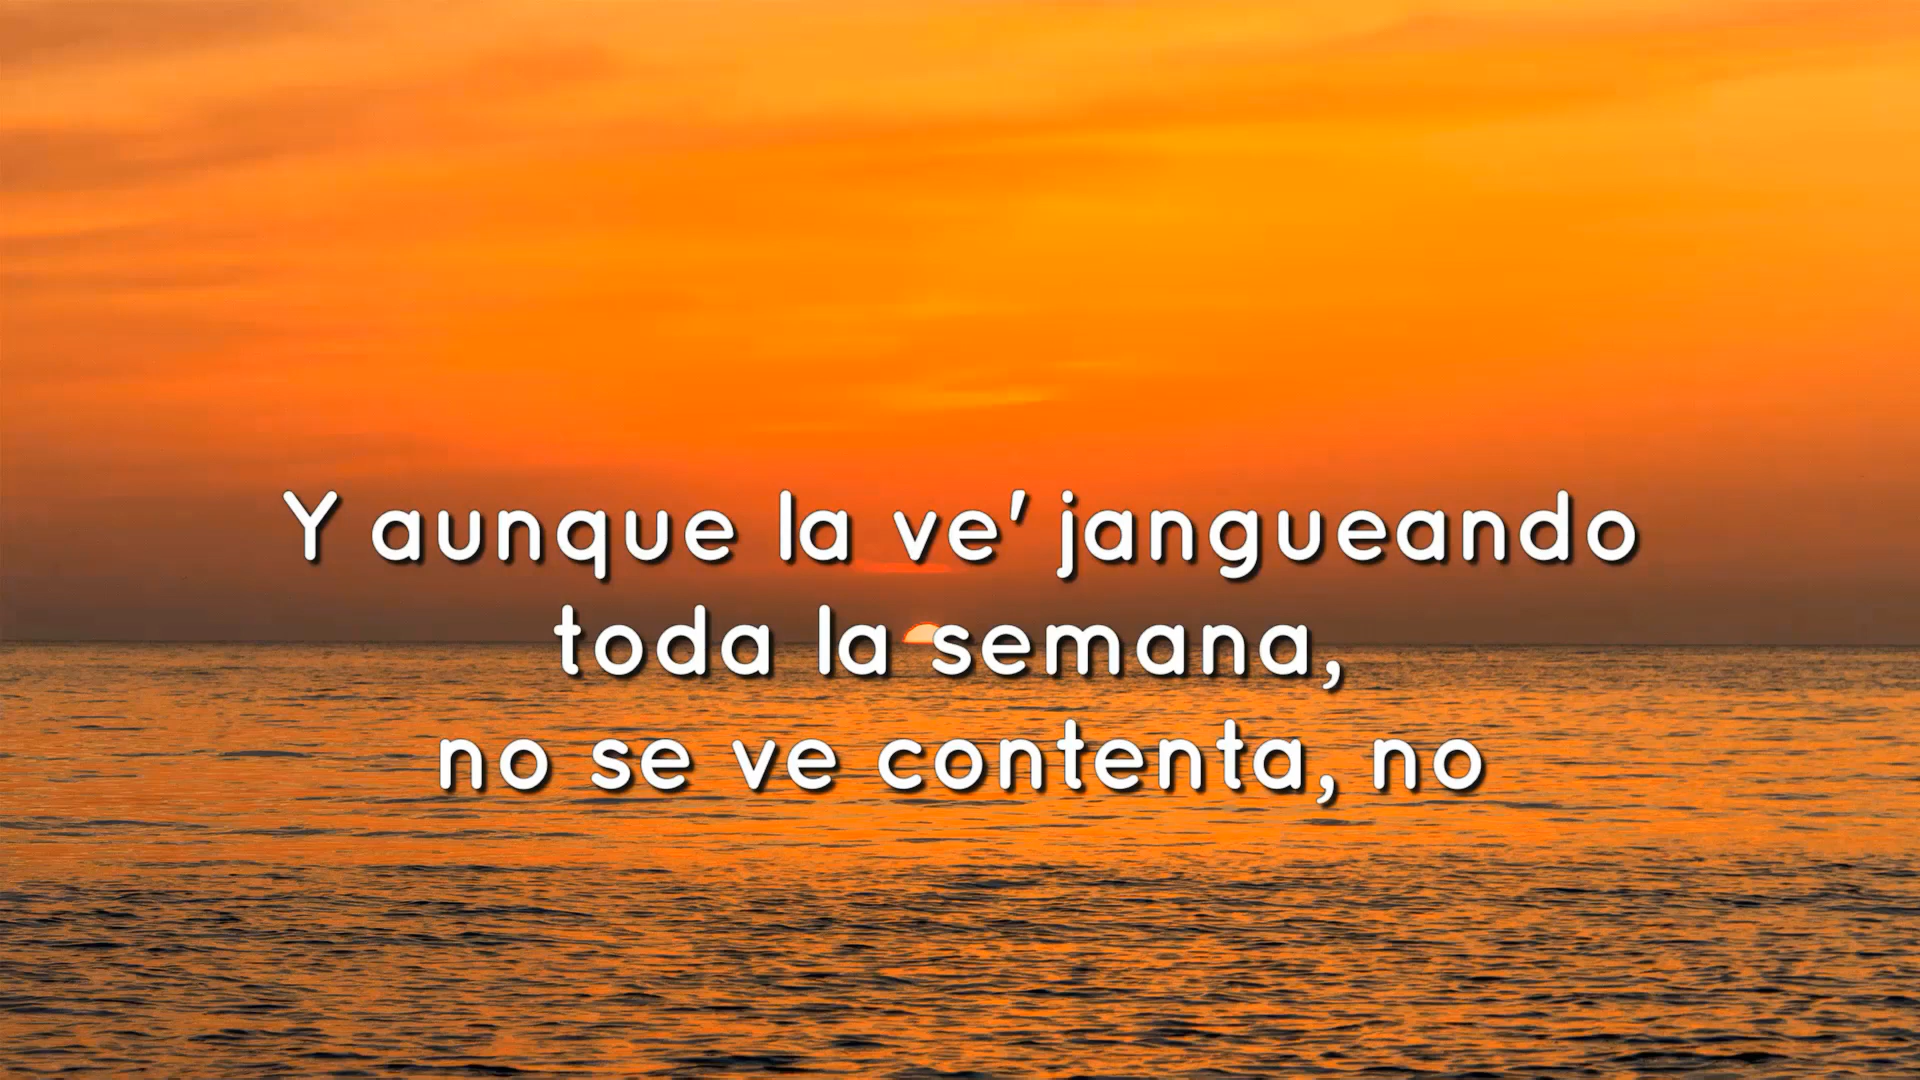 Y aunque la ve' jangueando
toda la semana,
no se ve contenta, no